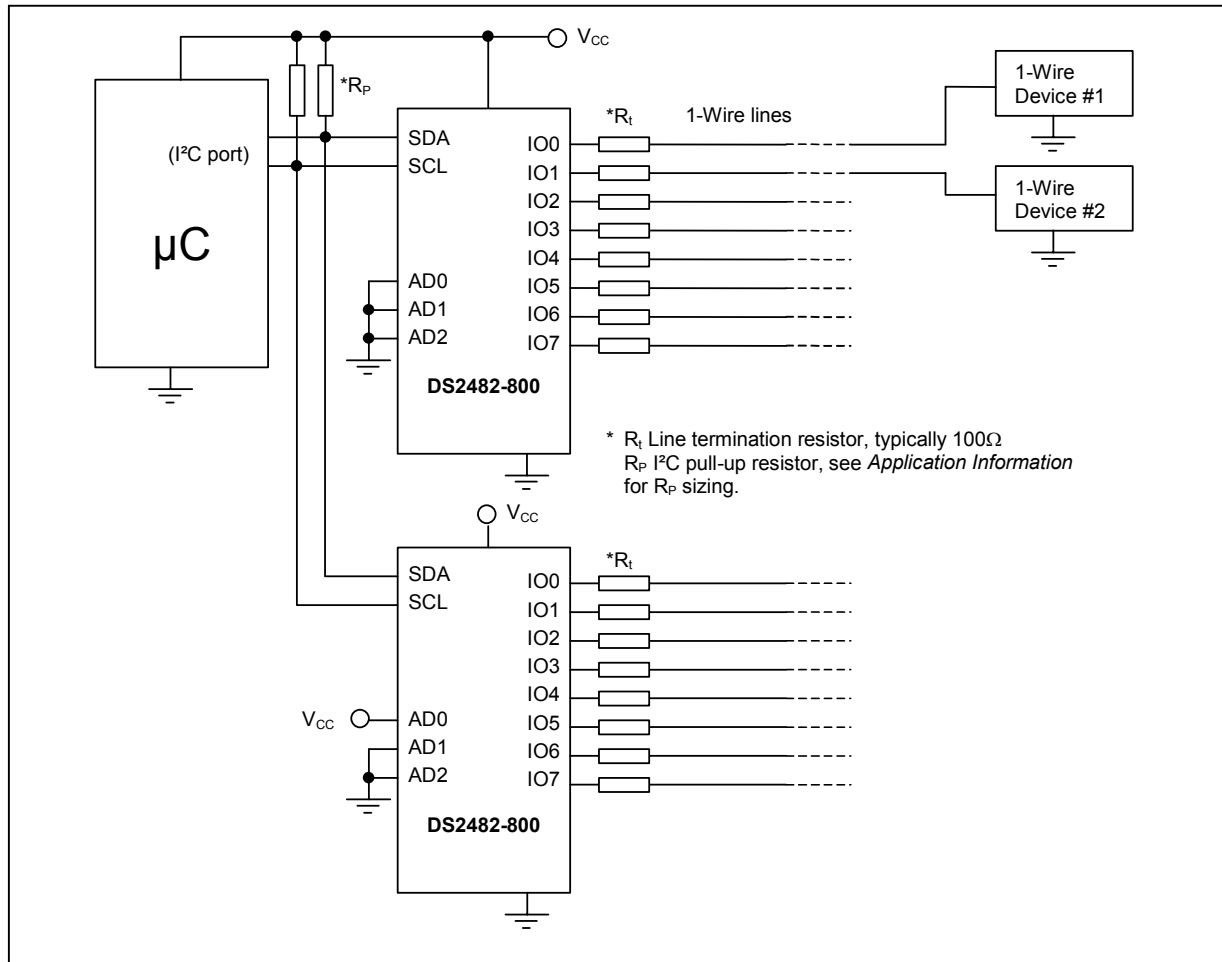 V_CC
*R_P
1-Wire
Device #1
*R_t
1-Wire lines
(I²C port)
SDA
SCL
IO0
IO1
IO2
IO3
IO4
IO5
IO6
IO7
1-Wire
Device #2
µC
AD0
AD1
AD2
DS2482-800
* R_t Line termination resistor, typically 100Ω
R_P I²C pull-up resistor, see Application Information
for R_P sizing.
V_CC
*R_t
SDA
SCL
IO0
IO1
IO2
IO3
IO4
IO5
IO6
IO7
V_CC
AD0
AD1
AD2
DS2482-800